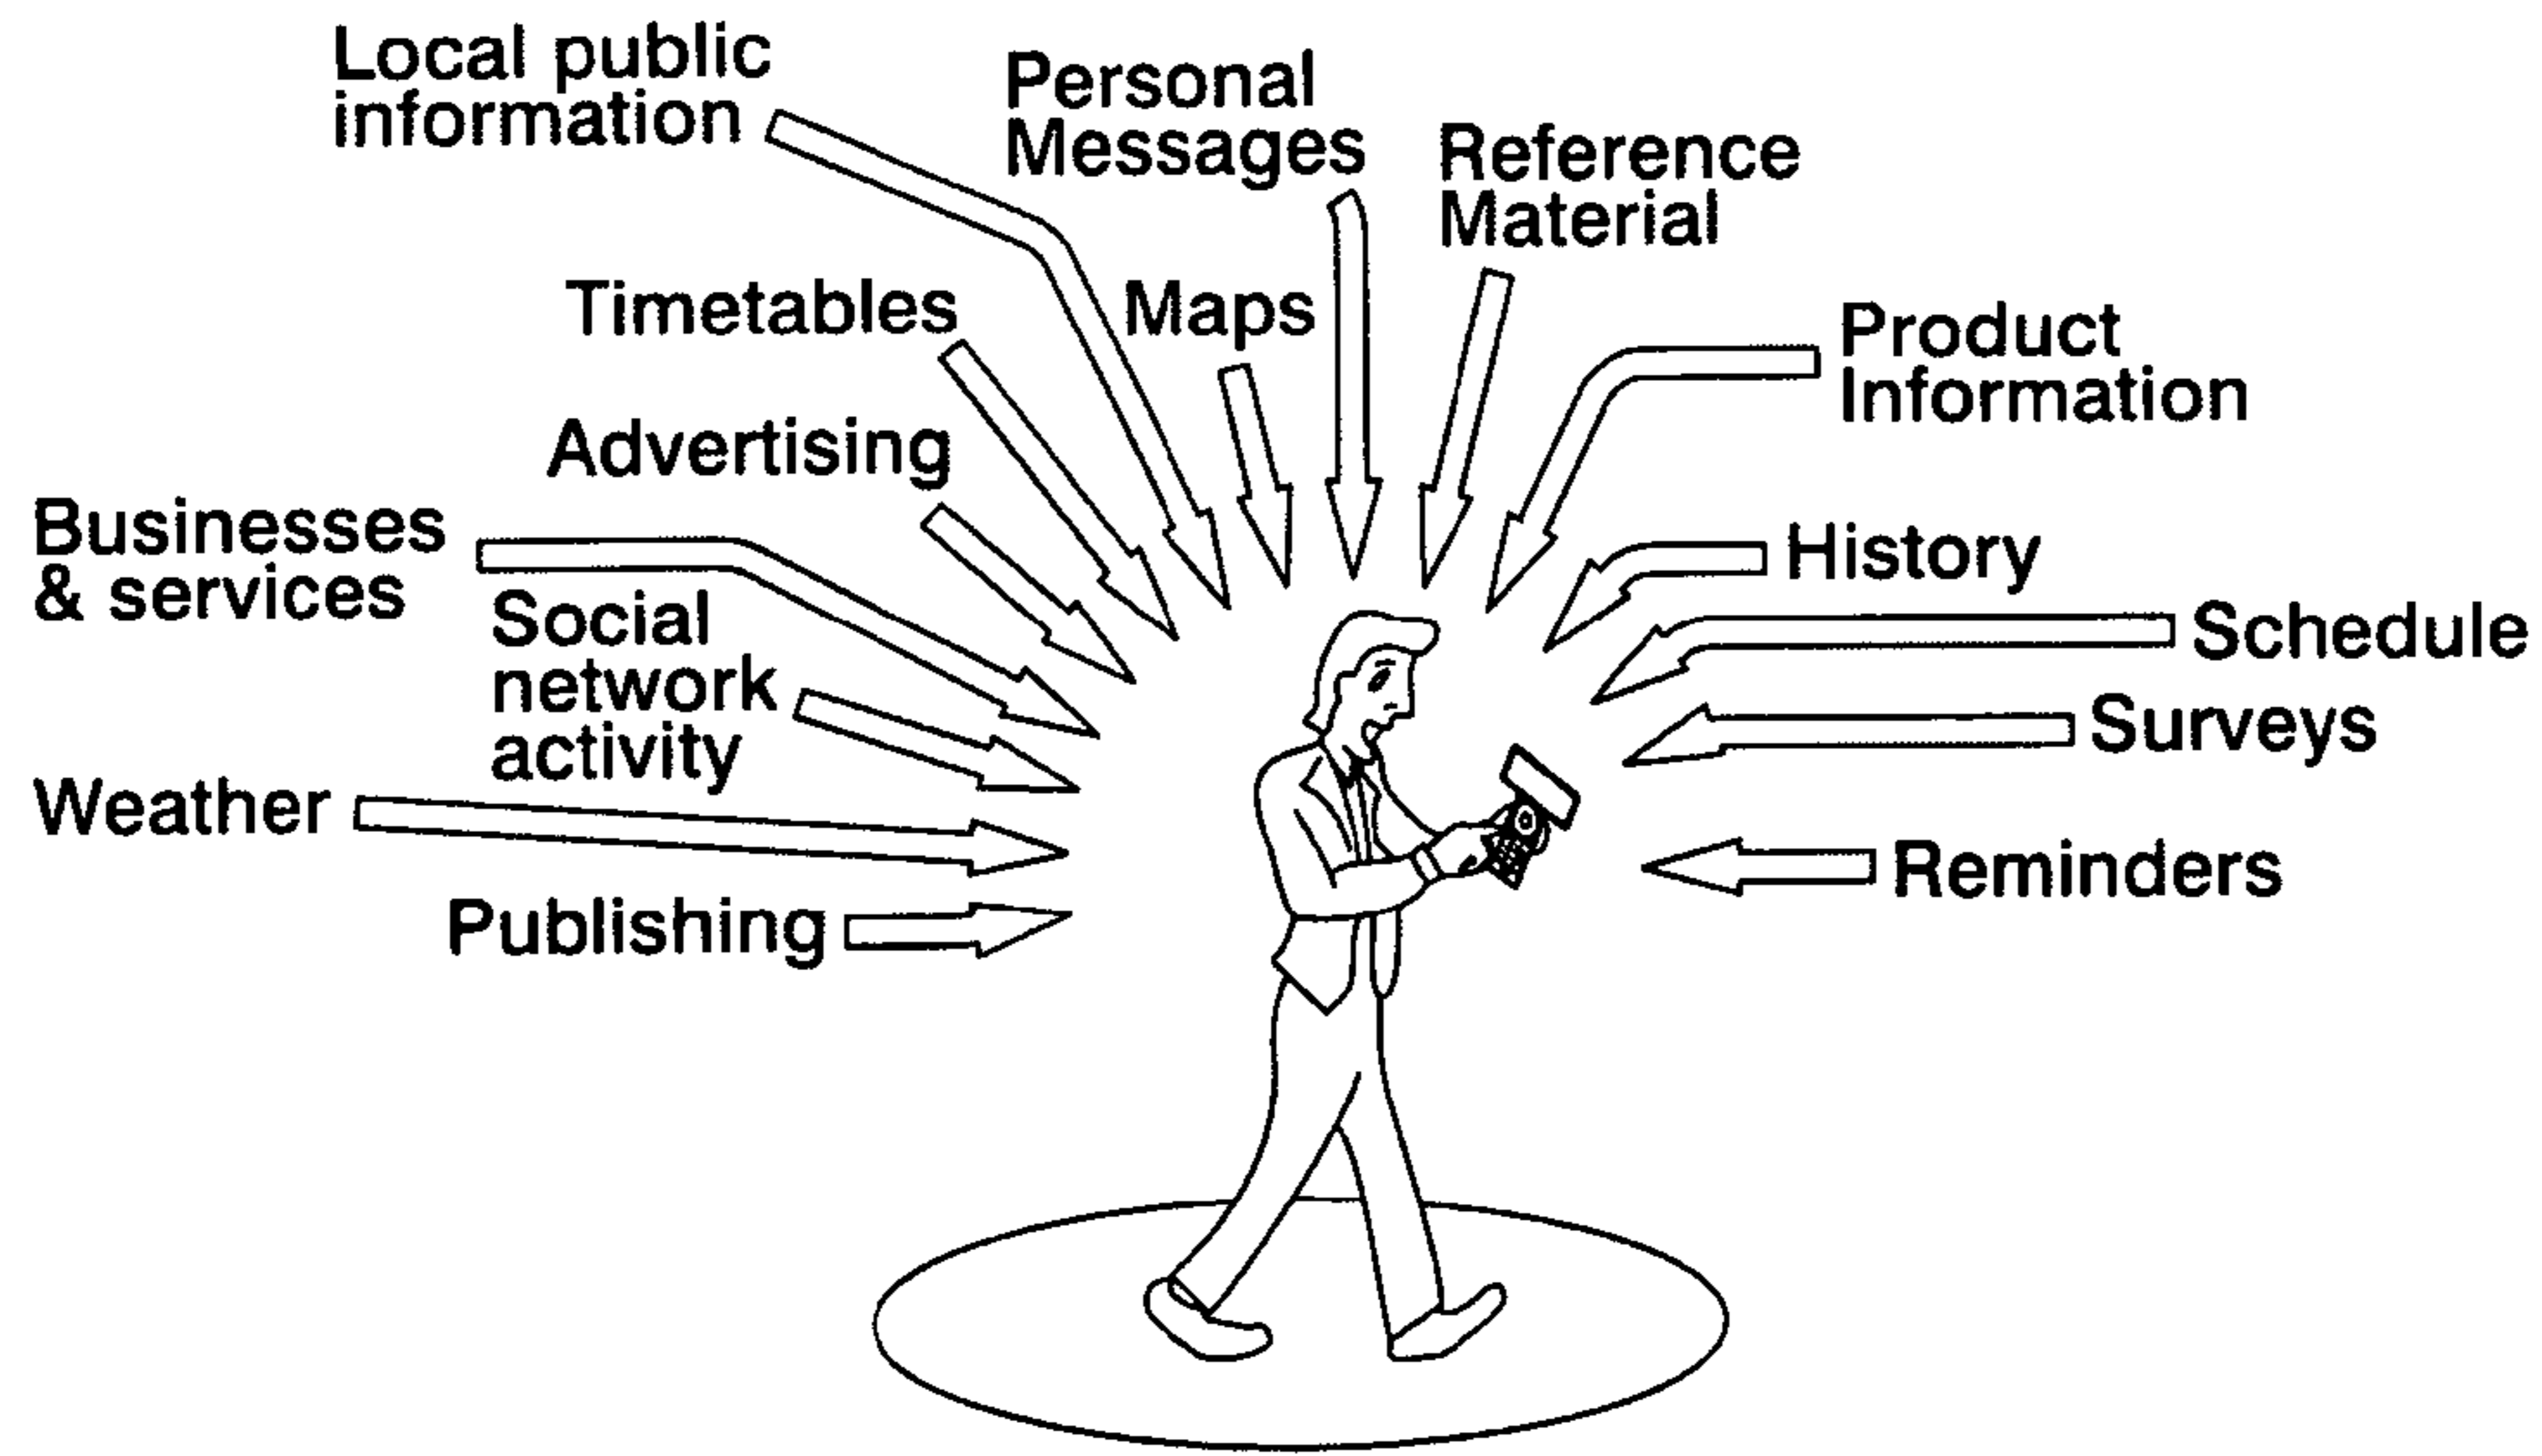 Local public
information
Personal
Messages
Reference
Material
Timetables
Maps
Product
Information
Advertising
Businesses
& services
History
Social
network
activity
Schedule
Surveys
Weather
Reminders
Publishing